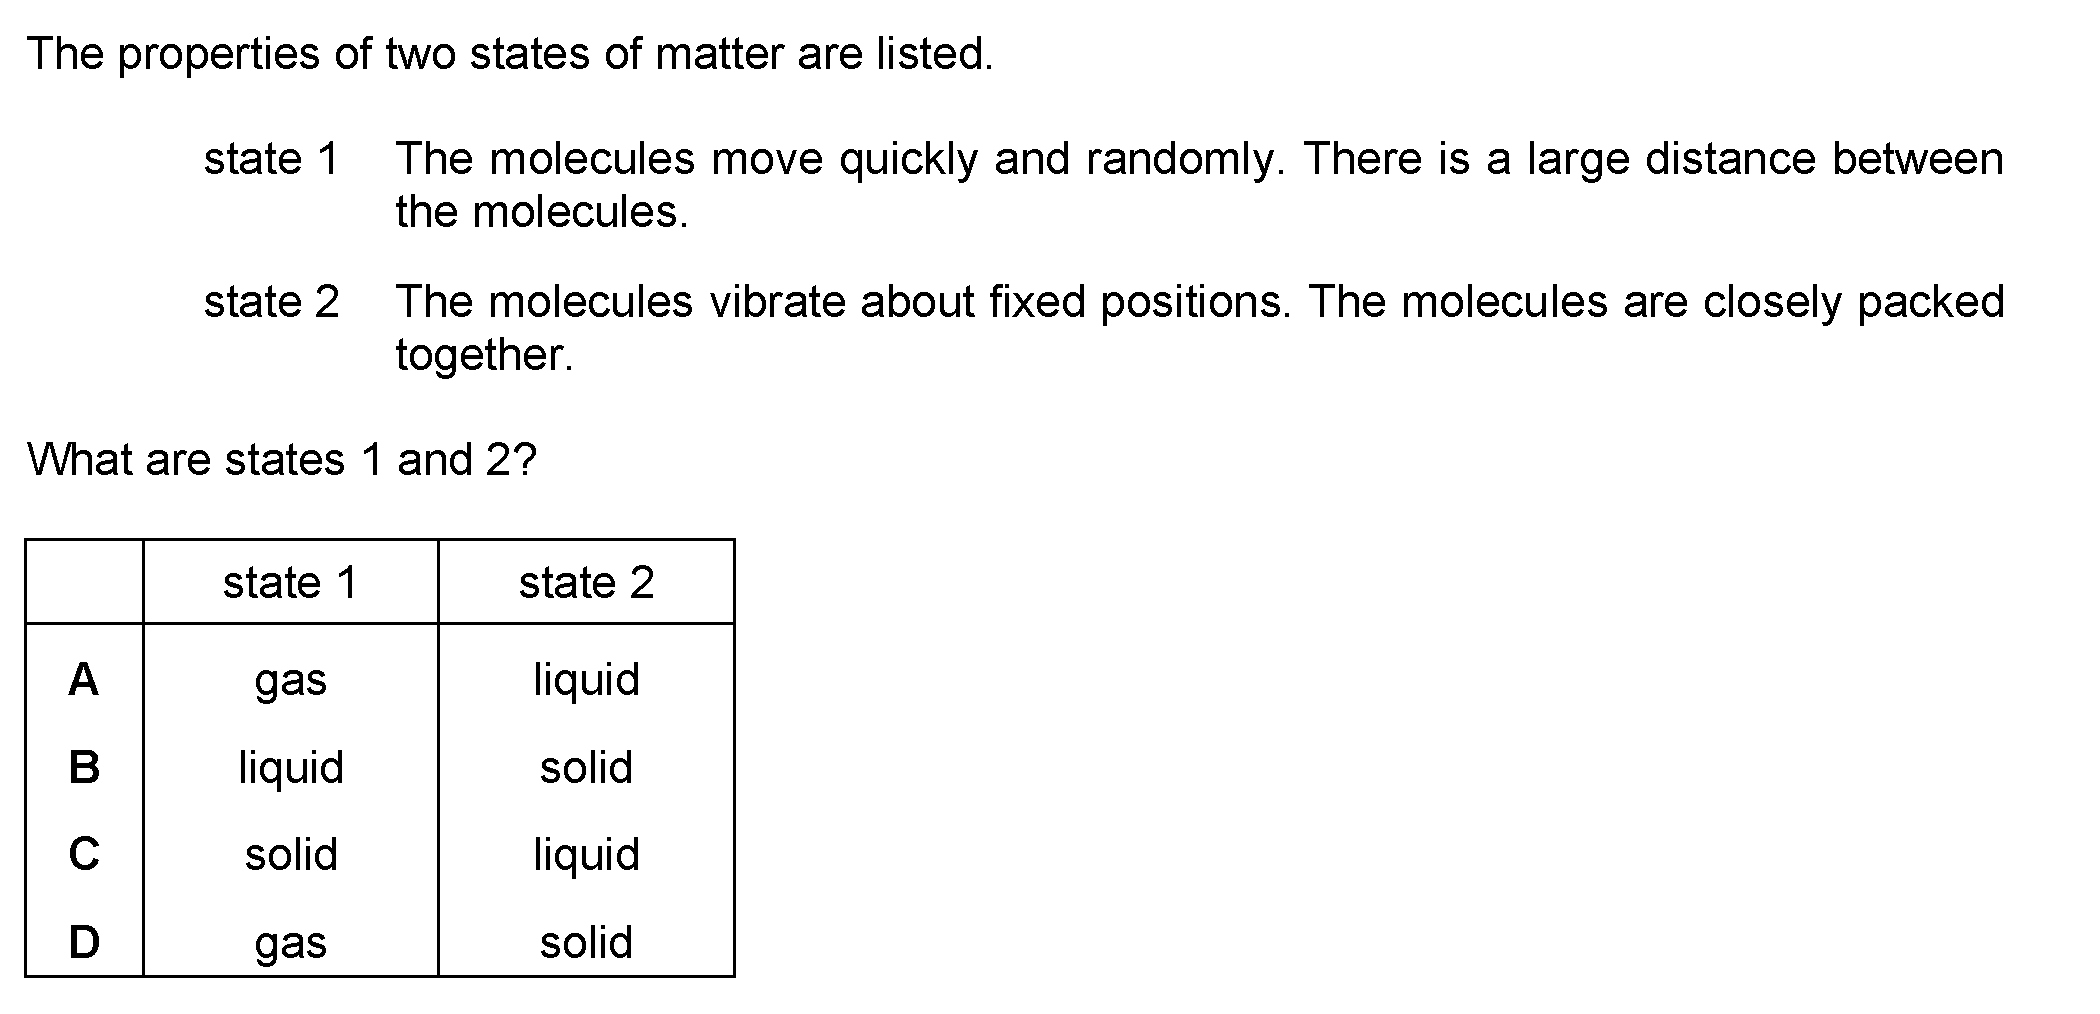 The properties of two states of matter are listed.
state 1 The molecules move quickly and randomly. There is a large distance between
the molecules.
state 2 The molecules vibrate about fixed positions. The molecules are closely packed
together.
What are states 1 and 2?
state 1 state 2
A gas liquid
B liquid solid
C solid liquid
D gas solid